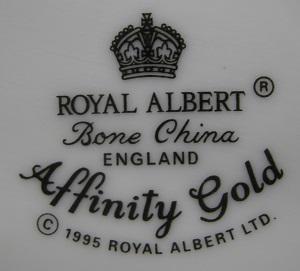 ROYAL ALBERT ®
Bone China
ENGLAND
Affinity Gold
© 1995 ROYAL ALBERT LTD.